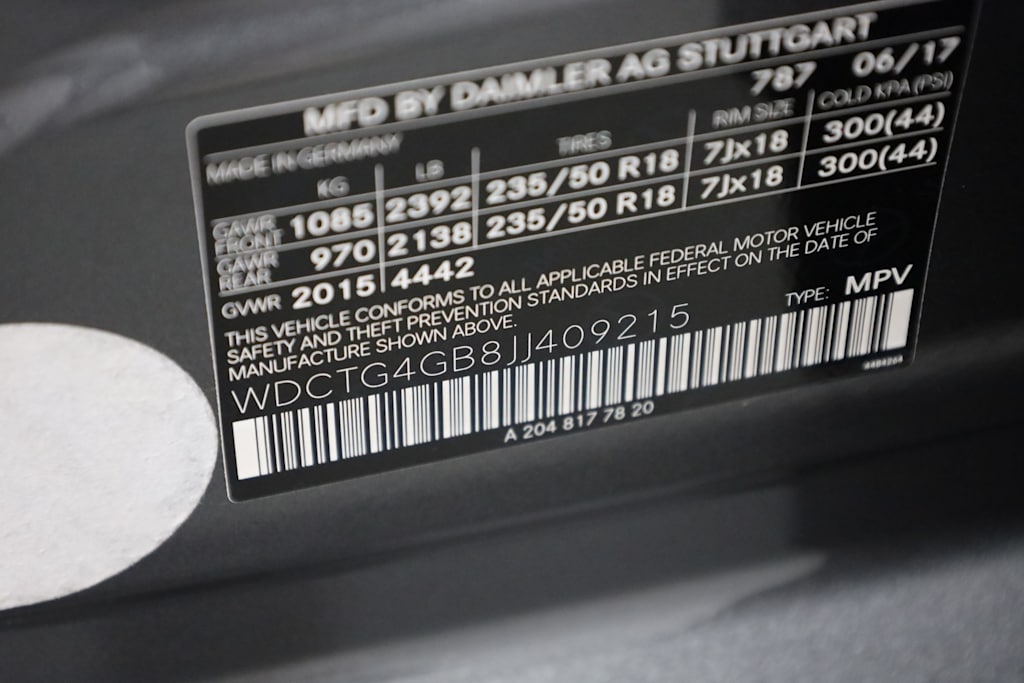 MFD BY DAIMLER AG STUTTGART
MADE IN GERMANY 787 06/17
KG LB TIRES RIM SIZE COLD KPA (PSI)
GAWR FRONT 1085 2392 235/50 R18 7Jx18 300(44)
GAWR REAR 970 2138 235/50 R18 7Jx18 300(44)
GVWR 2015 4442
THIS VEHICLE CONFORMS TO ALL APPLICABLE FEDERAL MOTOR VEHICLE
SAFETY AND THEFT PREVENTION STANDARDS IN EFFECT ON THE DATE OF
MANUFACTURE SHOWN ABOVE.
TYPE: MPV
WDCTG4GB8JJ409215
A 204 817 78 20